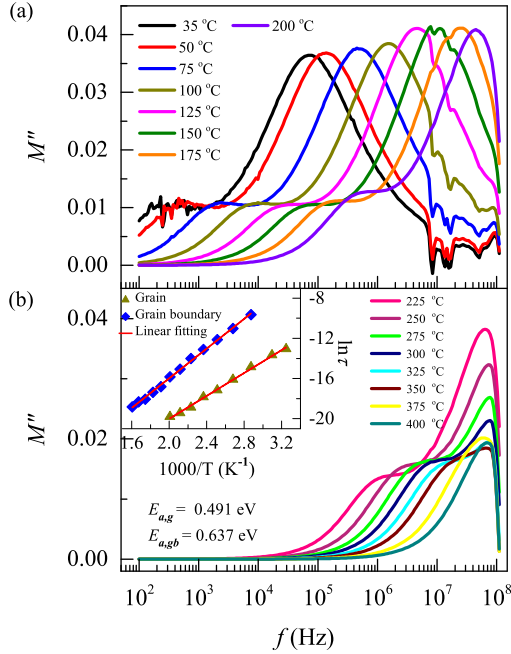 (a)
35 °C 200 °C
50 °C
75 °C
100 °C
125 °C
150 °C
175 °C
0.04
0.03
0.02
0.01
0.00
M"
(b)
Grain
Grain boundary
Linear fitting
-8
-12
-16
-20
lnτ
1.6 2.0 2.4 2.8 3.2
1000/T (K⁻¹)
E_{a,g} = 0.491 eV
E_{a,gb} = 0.637 eV
225 °C
250 °C
275 °C
300 °C
325 °C
350 °C
375 °C
400 °C
0.04
0.02
0.00
M"
10² 10³ 10⁴ 10⁵ 10⁶ 10⁷ 10⁸
f (Hz)